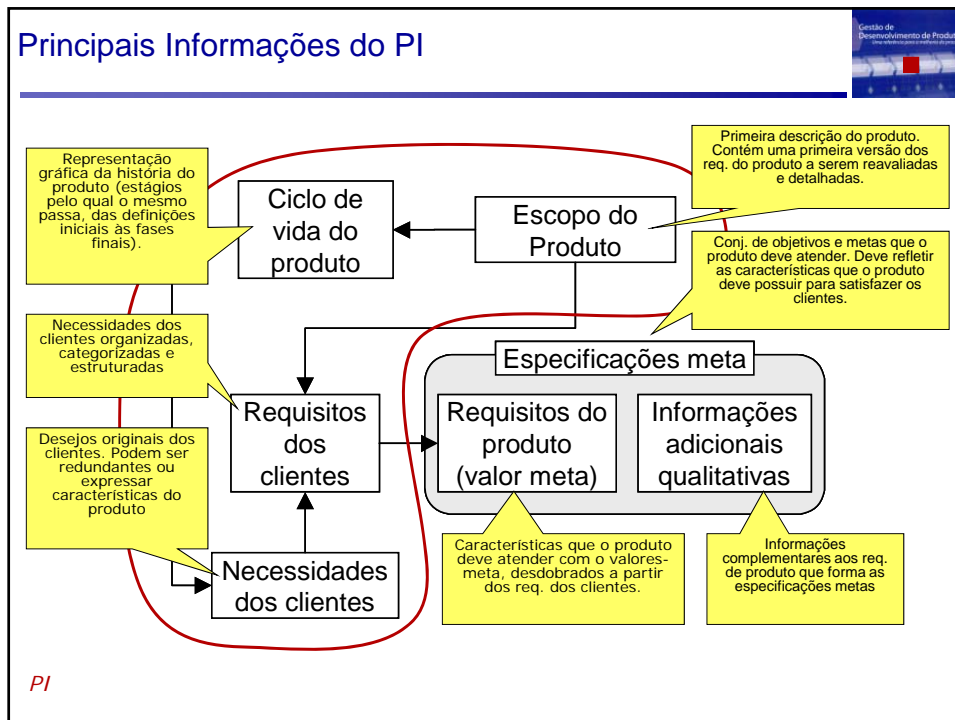 Principais Informações do PI
Gestão de
Desenvolvimento de Produt
Uma referência para a melhoria do proc
Representação
gráfica da história do
produto (estágios
pelo qual o mesmo
passa, das definições
iniciais às fases
finais).
Ciclo de
vida do
produto
Escopo do
Produto
Primeira descrição do produto.
Contém uma primeira versão dos
req. do produto a serem reavaliadas
e detalhadas.
Conj. de objetivos e metas que o
produto deve atender. Deve refletir
as características que o produto
deve possuir para satisfazer os
clientes.
Necessidades dos
clientes organizadas,
categorizadas e
estruturadas
Especificações meta
Requisitos
dos
clientes
Requisitos do
produto
(valor meta)
Informações
adicionais
qualitativas
Desejos originais dos
clientes. Podem ser
redundantes ou
expressar
características do
produto
Necessidades
dos clientes
Características que o produto
deve atender com o valores-
meta, desdobrados a partir
dos req. dos clientes.
Informações
complementares aos req.
de produto que forma as
especificações metas
PI